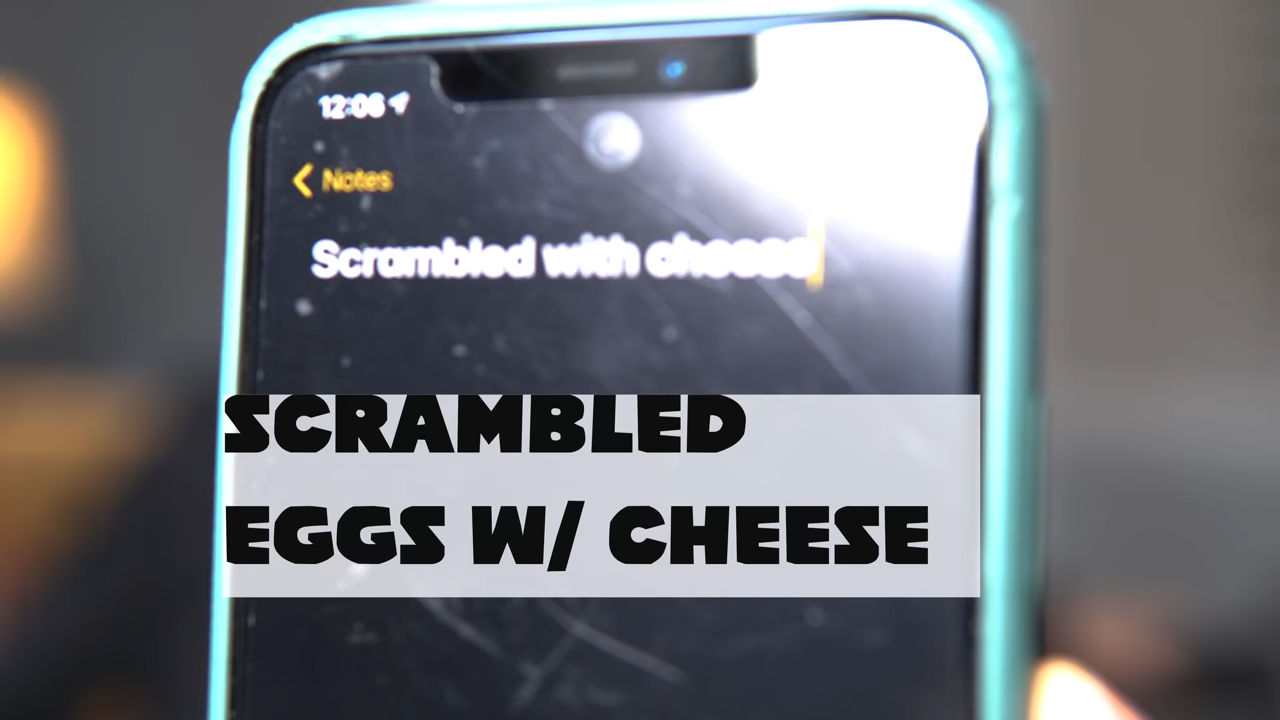 12:06
Notes
Scrambled with cheese
SCRAMBLED
EGGS W/ CHEESE